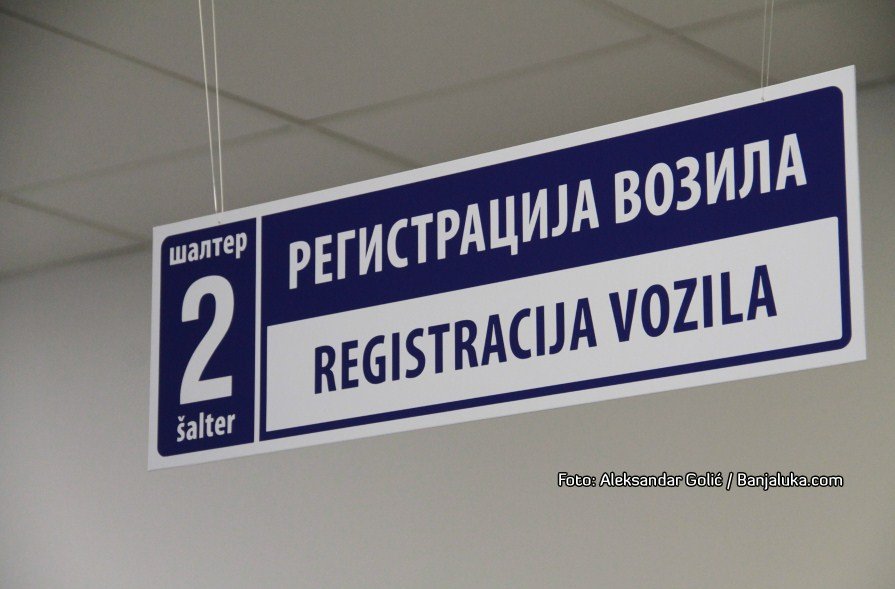 шалтер
2
šalter
РЕГИСТРАЦИЈА ВОЗИЛА
REGISTRACIJA VOZILA
Foto: Aleksandar Golić / Banjaluka.com